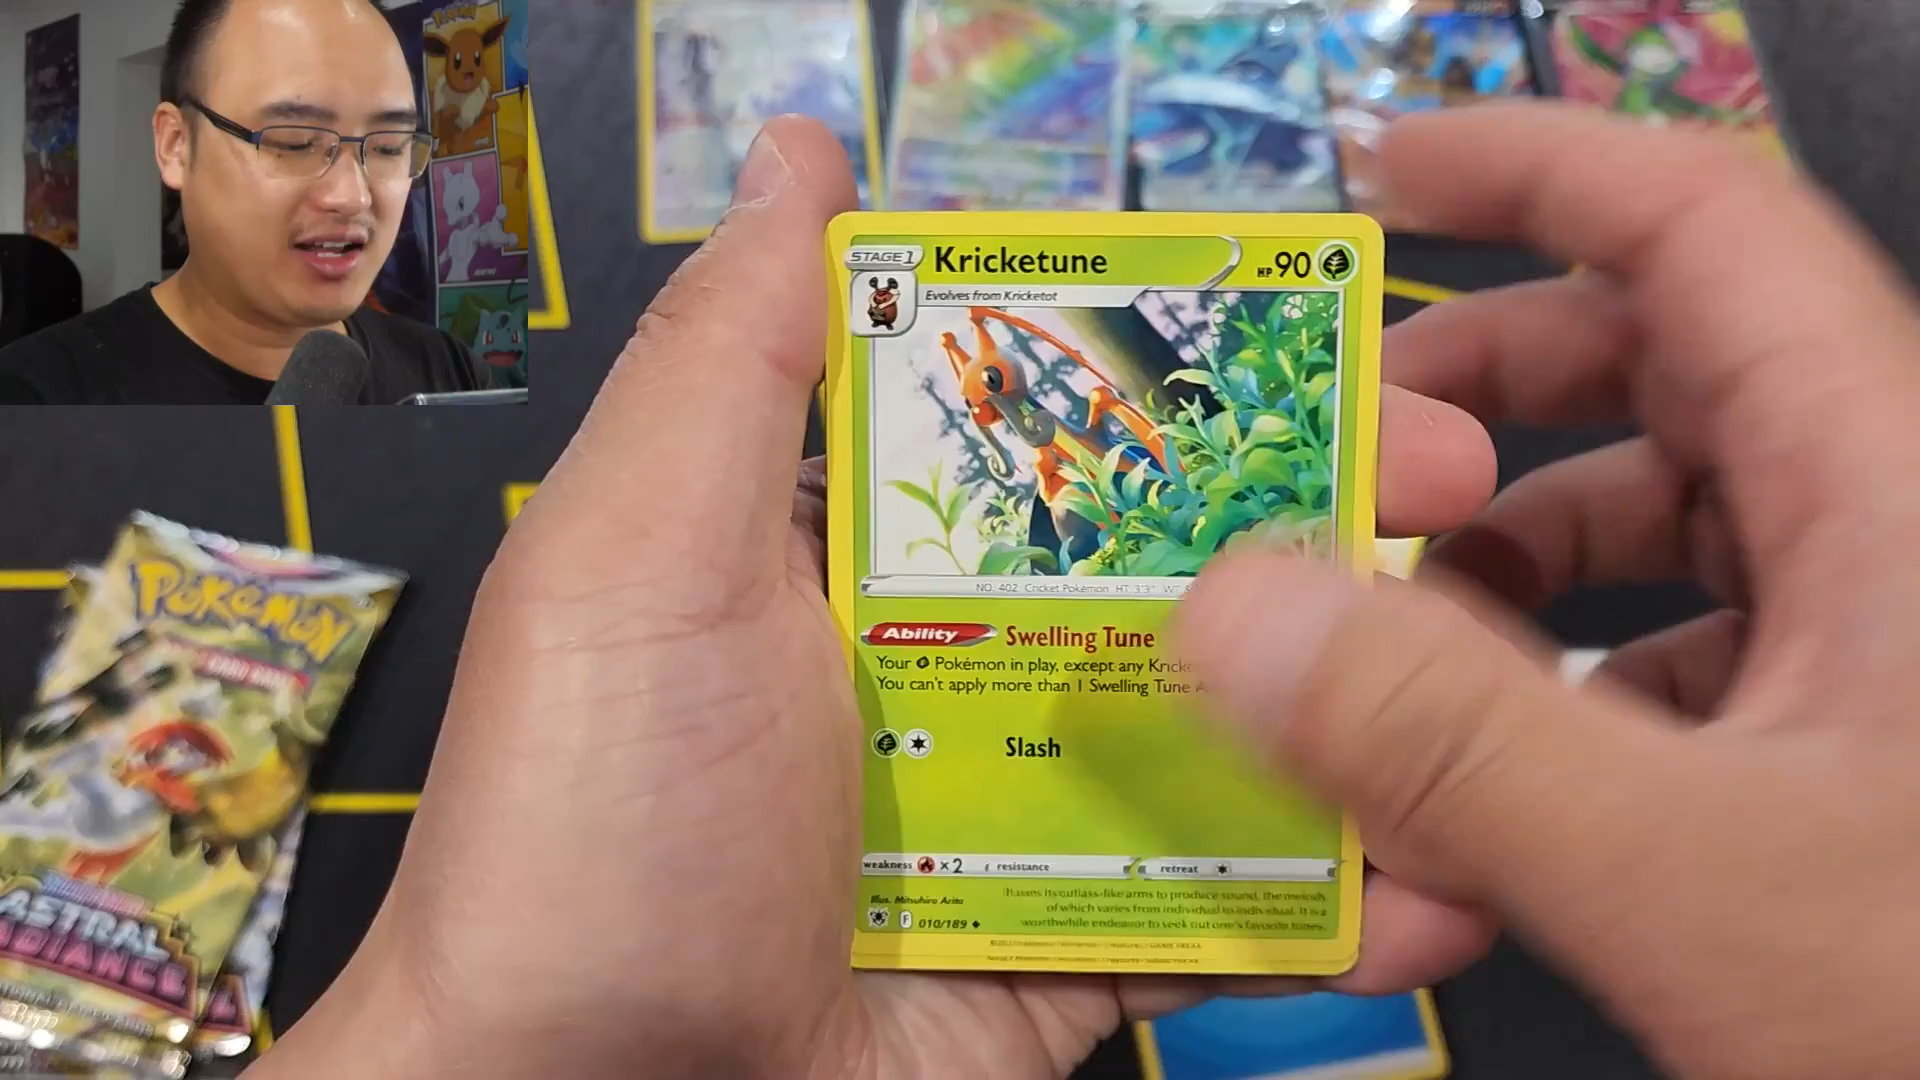 STAGE 1
Kricketune
HP 90
Evolves from Kricketot
NO. 402 Cricket Pokémon HT: 3'3" WT:
Ability Swelling Tune
Your Pokémon in play, except any Kricke
You can't apply more than 1 Swelling Tune A
Slash
weakness ×2 resistance retreat
Illus. Mitsuhiro Arita
It uses its cutlass-like arms to produce sound, the melody
of which varies from individual to individual. It is a
worthwhile endeavor to seek out one's favorite tunes.
F 010/189
POKÉMON
ASTRAL
RADIANCE